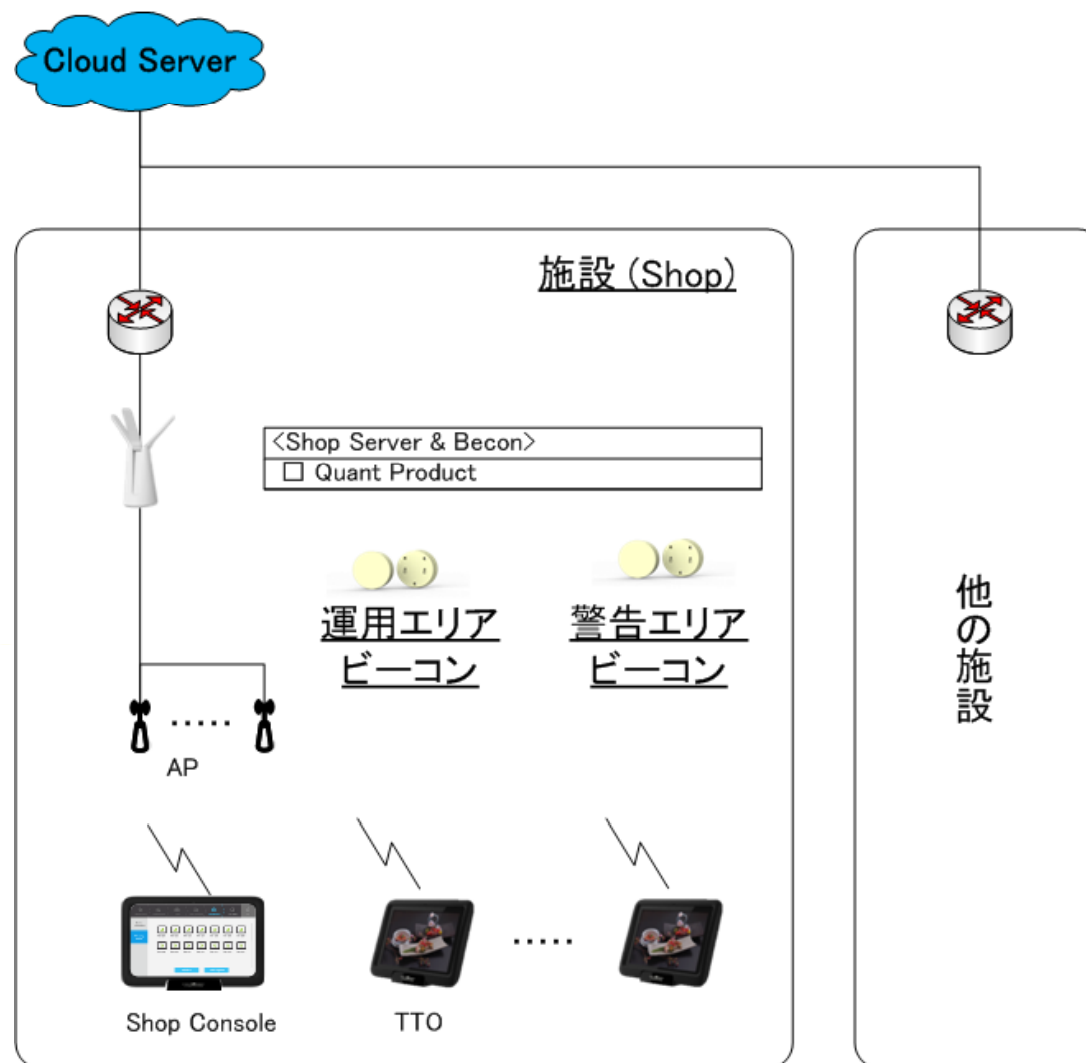 Cloud Server
施設 (Shop)
<Shop Server & Becon>
□ Quant Product
運用エリア
ビーコン
警告エリア
ビーコン
他の施設
.....
AP
.....
Shop Console
TTO